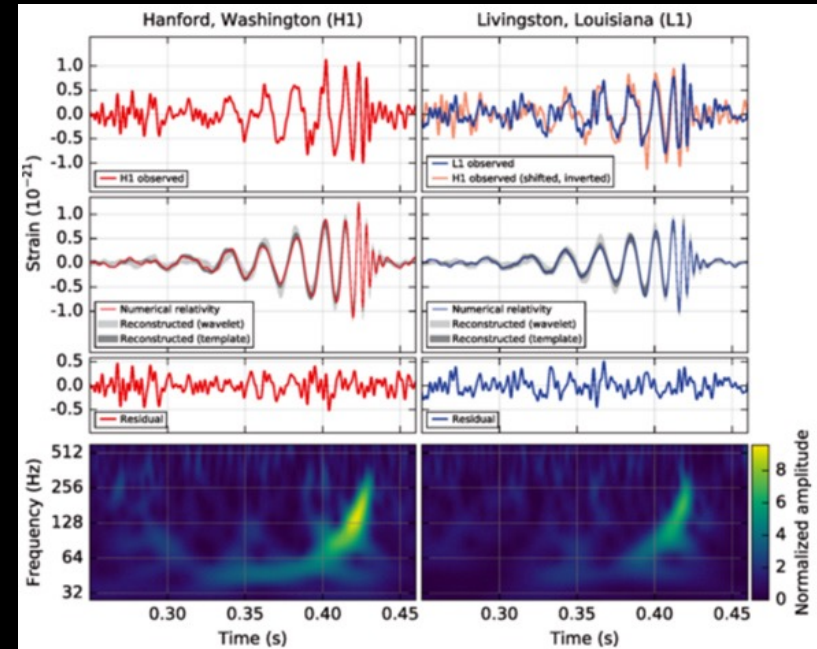 Hanford, Washington (H1)
Livingston, Louisiana (L1)
Strain (10⁻²¹)
1.0
0.5
0.0
-0.5
-1.0
H1 observed
L1 observed
H1 observed (shifted, inverted)
1.0
0.5
0.0
-0.5
-1.0
Numerical relativity
Reconstructed (wavelet)
Reconstructed (template)
Numerical relativity
Reconstructed (wavelet)
Reconstructed (template)
0.5
0.0
-0.5
Residual
Residual
Frequency (Hz)
512
256
128
64
32
0.30
0.35
0.40
0.45
Time (s)
0.30
0.35
0.40
0.45
Time (s)
8
6
4
2
0
Normalized amplitude